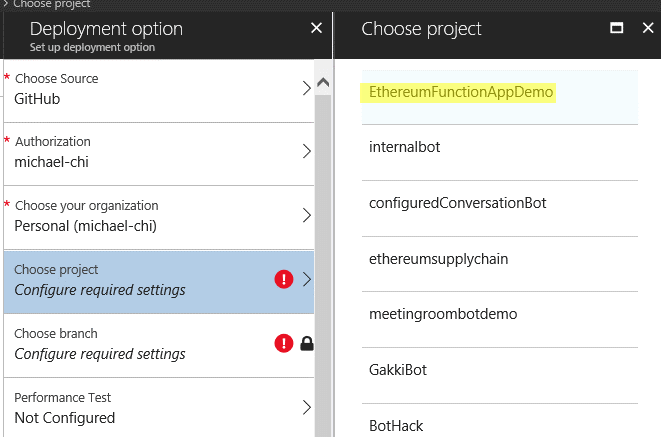 > Choose project
Deployment option
Set up deployment option
* Choose Source
GitHub
* Authorization
michael-chi
* Choose your organization
Personal (michael-chi)
Choose project
Configure required settings
Choose branch
Configure required settings
Performance Test
Not Configured
Choose project
EthereumFunctionAppDemo
internalbot
configuredConversationBot
ethereumsupplychain
meetingroombotdemo
GakkiBot
BotHack